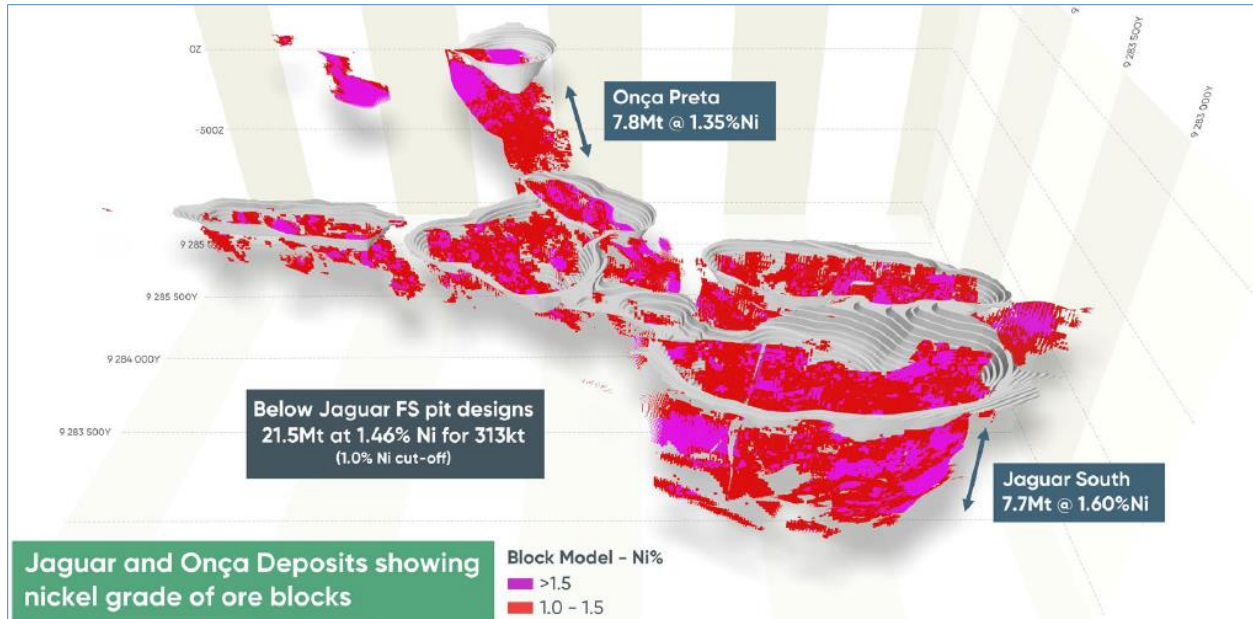 0Z
-500Z
9 283 500Y
9 283 000Y
Onça Preta
7.8Mt @ 1.35%Ni
9 285
9 285 500Y
9 284 000Y
9 283 500Y
Below Jaguar FS pit designs
21.5Mt at 1.46% Ni for 313kt
(1.0% Ni cut-off)
Jaguar South
7.7Mt @ 1.60%Ni
Jaguar and Onça Deposits showing
nickel grade of ore blocks
Block Model - Ni%
>1.5
1.0 - 1.5